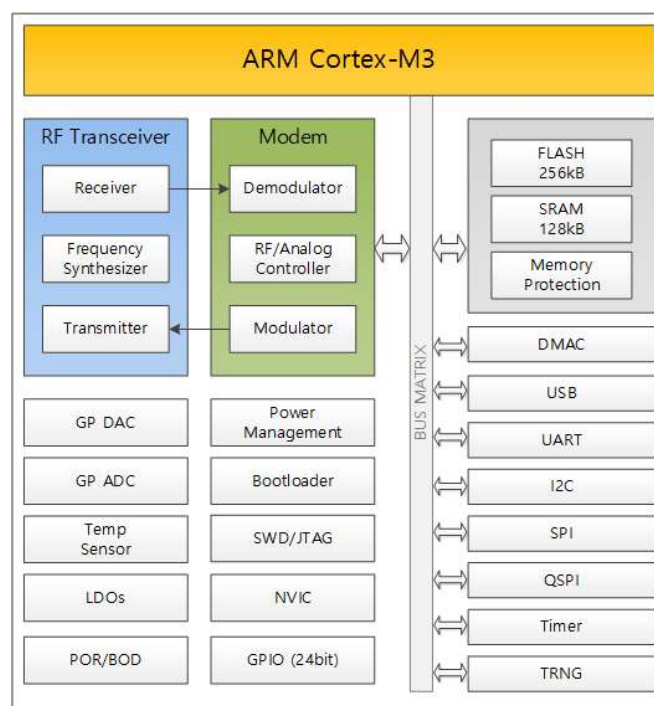 ARM Cortex-M3
RF Transceiver
Receiver
Frequency
Synthesizer
Transmitter
Modem
Demodulator
RF/Analog
Controller
Modulator
BUS MATRIX
FLASH
256kB
SRAM
128kB
Memory
Protection
GP DAC
GP ADC
Temp
Sensor
LDOs
POR/BOD
Power
Management
Bootloader
SWD/JTAG
NVIC
GPIO (24bit)
DMAC
USB
UART
I2C
SPI
QSPI
Timer
TRNG